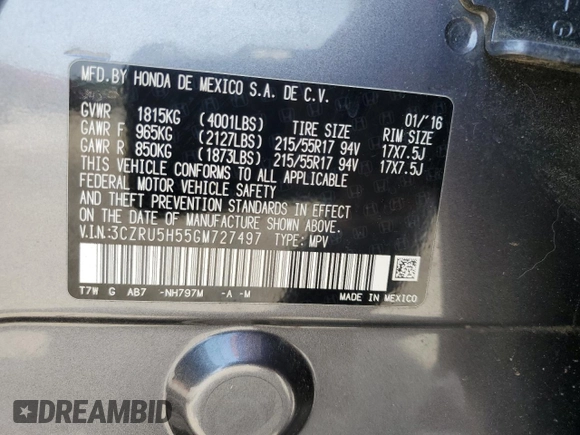 MFD.BY HONDA DE MEXICO S.A. DE C.V.
01/'16
GVWR 1815KG (4001LBS) TIRE SIZE RIM SIZE
GAWR F 965KG (2127LBS) 215/55R17 94V 17X7.5J
GAWR R 850KG (1873LBS) 215/55R17 94V 17X7.5J
THIS VEHICLE CONFORMS TO ALL APPLICABLE
FEDERAL MOTOR VEHICLE SAFETY
AND THEFT PREVENTION STANDARDS IN EFFECT
ON THE DATE OF MANUFACTURE SHOWN ABOVE.
V.I.N:3CZRU5H55GM727497 TYPE: MPV
T7W G AB7 -NH797M -A -M
MADE IN MEXICO
DREAMBID